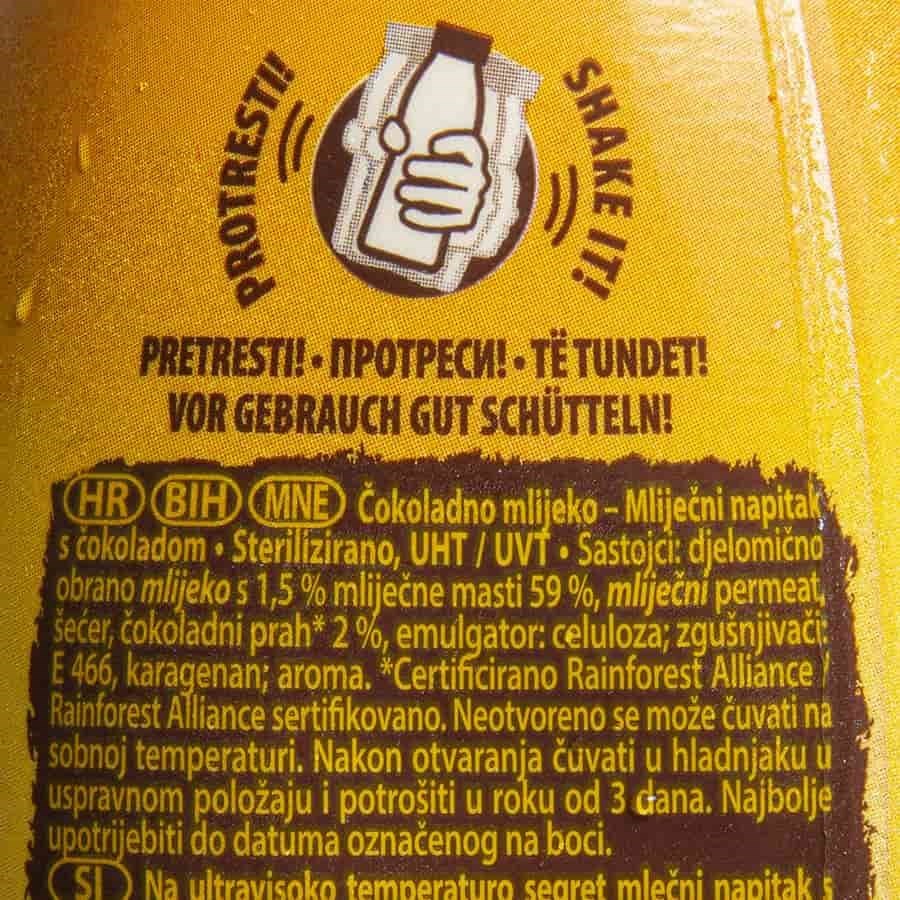 PROTRESTI!
SHAKE IT!
PRETRESTI! • ПРОТРЕСИ! • TË TUNDET!
VOR GEBRAUCH GUT SCHÜTTELN!
HR BIH MNE Čokoladno mlijeko – Mliječni napitak
s čokoladom • Sterilizirano, UHT / UVT • Sastojci: djelomično
obrano mlijeko s 1,5 % mliječne masti 59 %, mliječni permeat,
šećer, čokoladni prah* 2 %, emulgator: celuloza; zgušnjivači:
E 466, karagenan; aroma. *Certificirano Rainforest Alliance /
Rainforest Alliance sertifikovano. Neotvoreno se može čuvati na
sobnoj temperaturi. Nakon otvaranja čuvati u hladnjaku u
uspravnom položaju i potrošiti u roku od 3 dana. Najbolje
upotrijebiti do datuma označenog na boci.
SI Na ultravisoko temperaturo segret mlečni napitak s